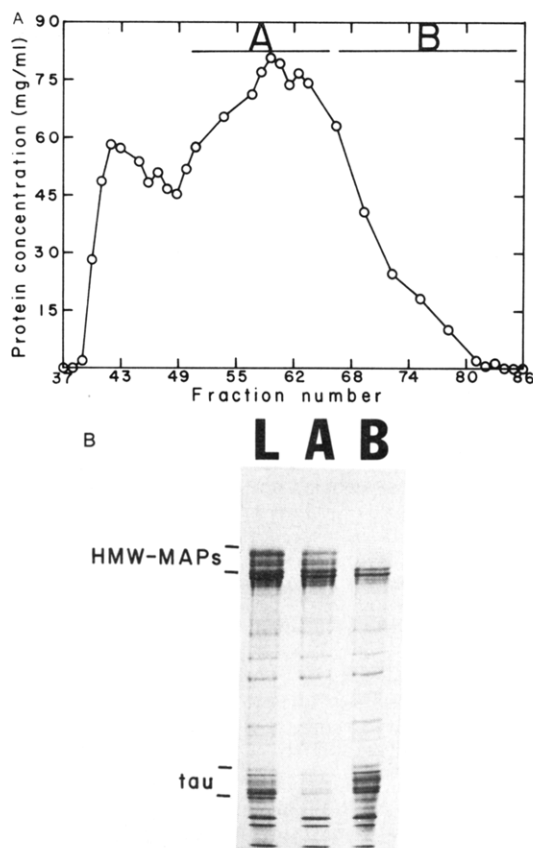 A
Protein concentration (mg/ml)
90
75
60
45
30
15
A B
37 43 49 55 62 68 74 80 86
Fraction number
B
L A B
HMW-MAPs
tau